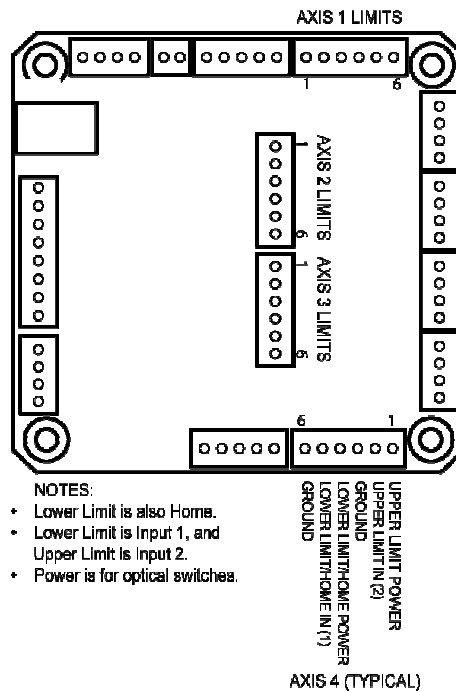 AXIS 1 LIMITS
1 6
1 AXIS 2 LIMITS 6
1 AXIS 3 LIMITS 6
6 1
UPPER LIMIT POWER
UPPER LIMIT IN (2)
GROUND
LOWER LIMIT/HOME POWER
LOWER LIMIT/HOME IN (1)
GROUND
AXIS 4 (TYPICAL)
NOTES:
• Lower Limit is also Home.
• Lower Limit is Input 1, and
Upper Limit is Input 2.
• Power is for optical switches.